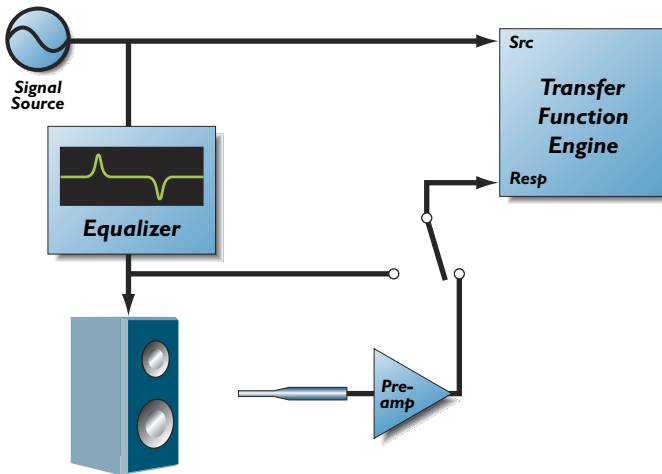 Signal
Source
Src
Transfer
Function
Engine
Resp
Equalizer
Pre-
amp